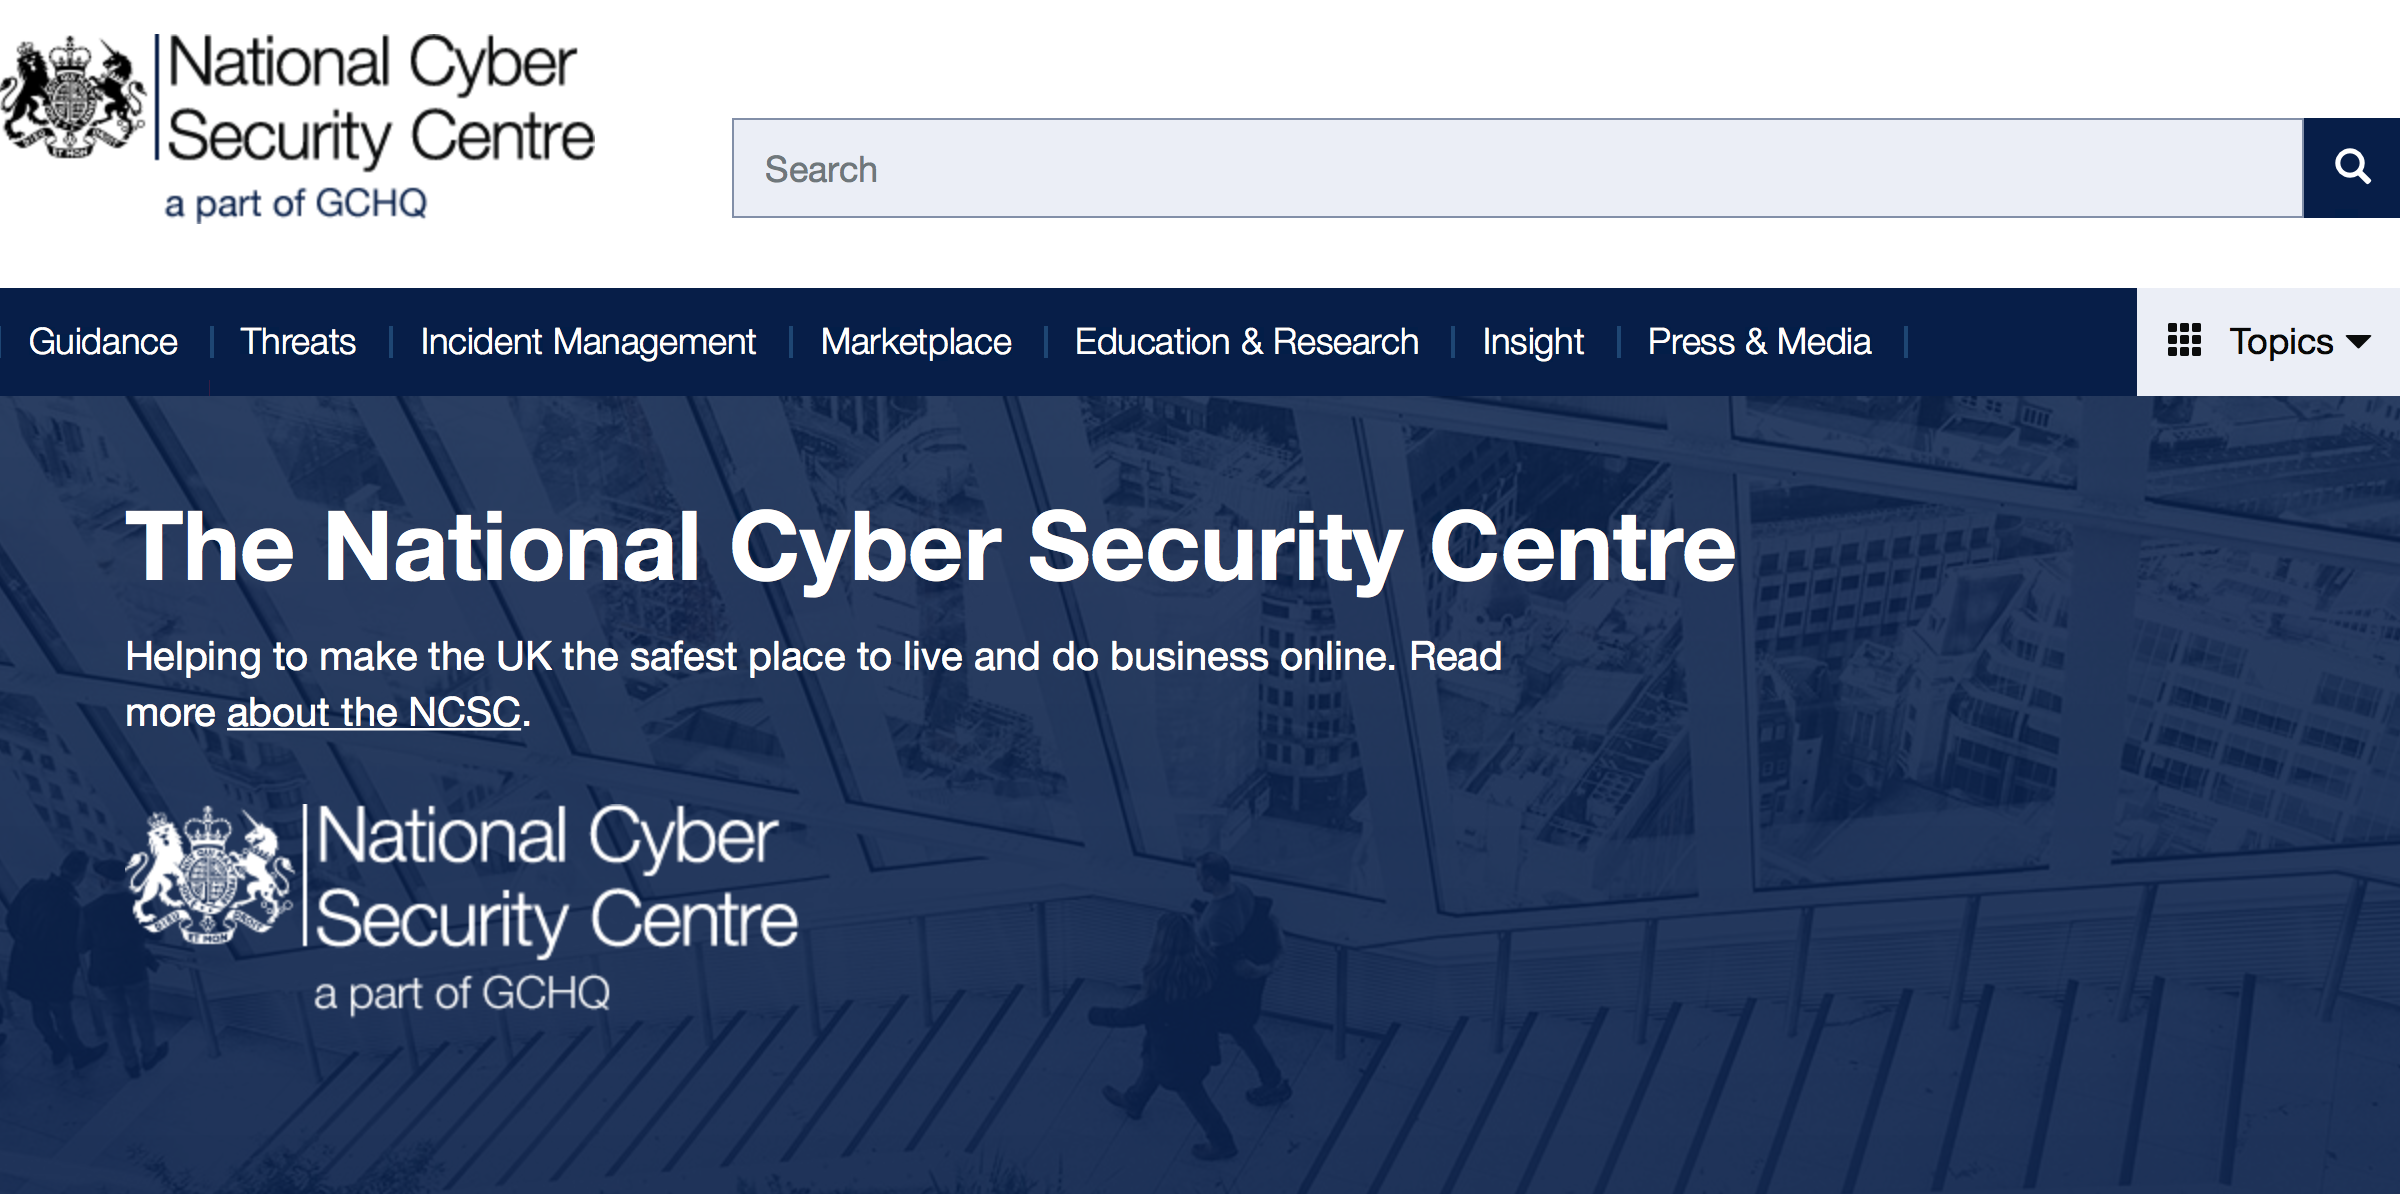 National Cyber
Security Centre
a part of GCHQ
Search
Guidance
Threats
Incident Management
Marketplace
Education & Research
Insight
Press & Media
Topics
The National Cyber Security Centre
Helping to make the UK the safest place to live and do business online. Read
more about the NCSC.
National Cyber
Security Centre
a part of GCHQ